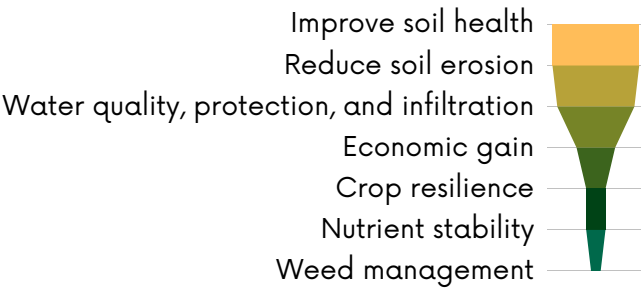 Improve soil health
Reduce soil erosion
Water quality, protection, and infiltration
Economic gain
Crop resilience
Nutrient stability
Weed management